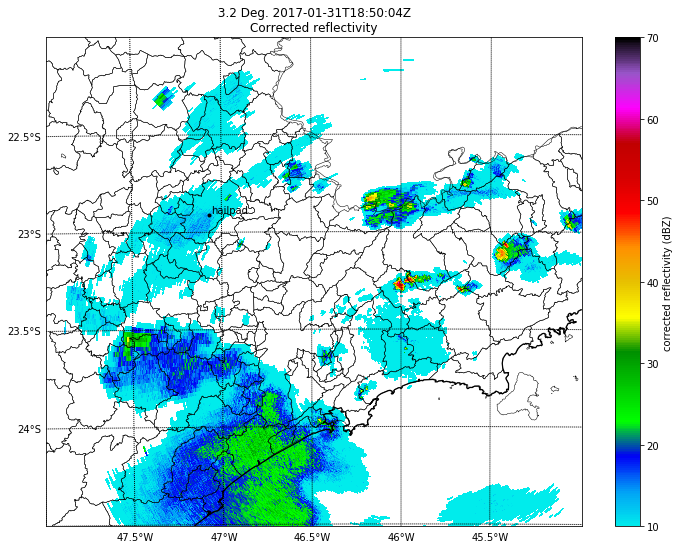 3.2 Deg. 2017-01-31T18:50:04Z
Corrected reflectivity
22.5°S
23°S
23.5°S
24°S
47.5°W
47°W
46.5°W
46°W
45.5°W
hailpad
70
60
50
40
30
20
10
corrected reflectivity (dBZ)